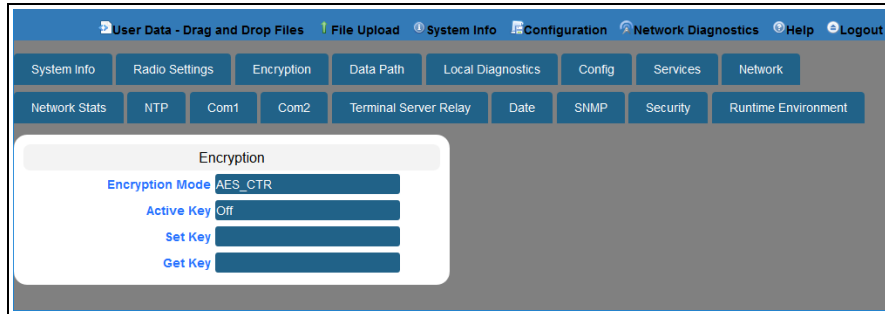 User Data - Drag and Drop Files File Upload System Info Configuration Network Diagnostics Help Logout
System Info Radio Settings Encryption Data Path Local Diagnostics Config Services Network
Network Stats NTP Com1 Com2 Terminal Server Relay Date SNMP Security Runtime Environment
Encryption
Encryption Mode AES_CTR
Active Key Off
Set Key
Get Key